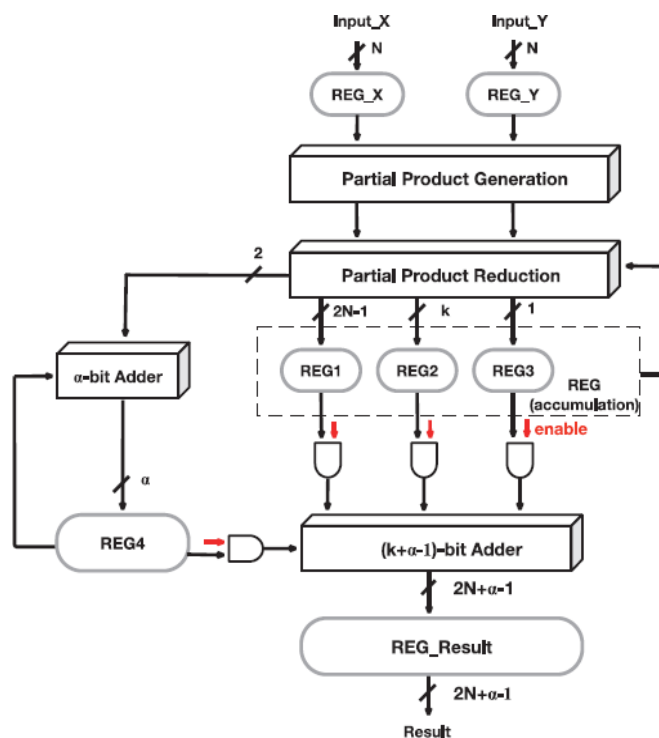 Input_X Input_Y
N N
REG_X REG_Y
Partial Product Generation
2
Partial Product Reduction
2N-1 k 1
α-bit Adder
REG1 REG2 REG3
REG
(accumulation)
enable
α
REG4
(k+α-1)-bit Adder
2N+α-1
REG_Result
2N+α-1
Result